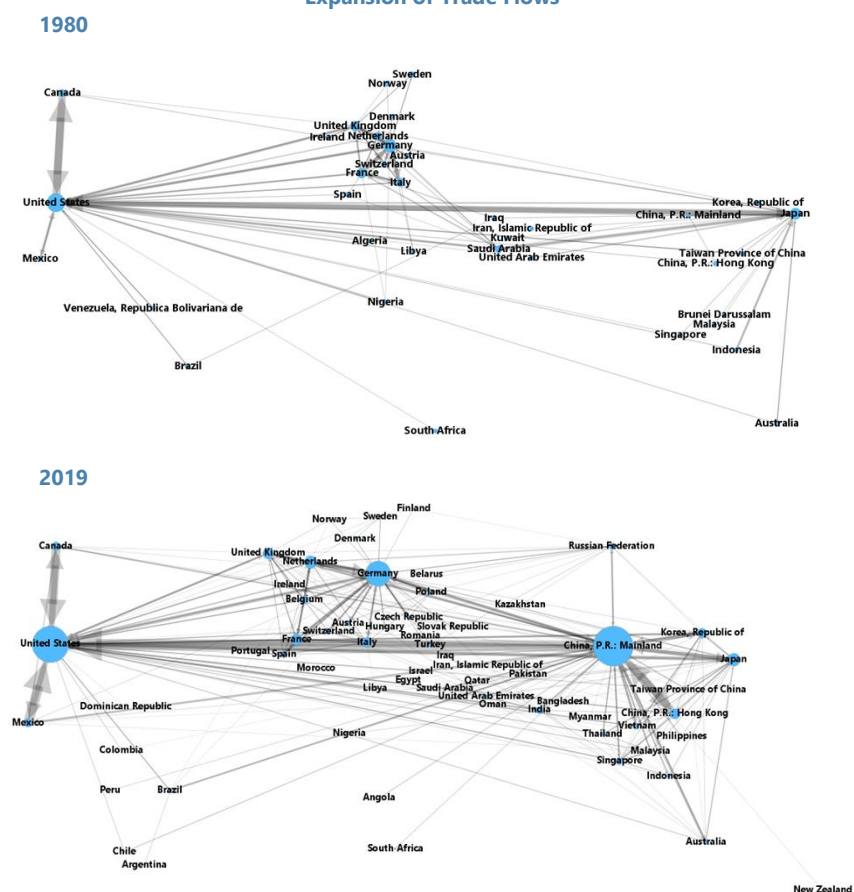 Expansion of Trade Flows
1980
Sweden
Norway
Canada
Denmark
United Kingdom
Ireland Netherlands
Germany
Austria
Switzerland
France
Italy
Spain
United States
Korea, Republic of
China, P.R.: Mainland
Japan
Iraq
Iran, Islamic Republic of
Kuwait
Algeria
Saudi Arabia
Libya
United Arab Emirates
Taiwan Province of China
China, P.R.: Hong Kong
Mexico
Nigeria
Venezuela, Republica Bolivariana de
Brunei Darussalam
Malaysia
Singapore
Indonesia
Brazil
Australia
South Africa
2019
Finland
Sweden
Norway
Denmark
Canada
Russian Federation
United Kingdom
Netherlands
Germany
Belarus
Ireland
Poland
Belgium
Kazakhstan
Czech Republic
Austria
Hungary
Slovak Republic
Switzerland
Romania
Korea, Republic of
France
Italy
Turkey
United States
China, P.R.: Mainland
Portugal
Spain
Iraq
Japan
Morocco
Iran, Islamic Republic of
Israel
Pakistan
Egypt
Qatar
Libya
Saudi Arabia
Taiwan Province of China
United Arab Emirates
Oman
Bangladesh
India
Dominican Republic
China, P.R.: Hong Kong
Myanmar
Mexico
Vietnam
Nigeria
Thailand
Philippines
Colombia
Malaysia
Singapore
Indonesia
Peru
Brazil
Angola
Australia
Chile
South Africa
Argentina
New Zealand